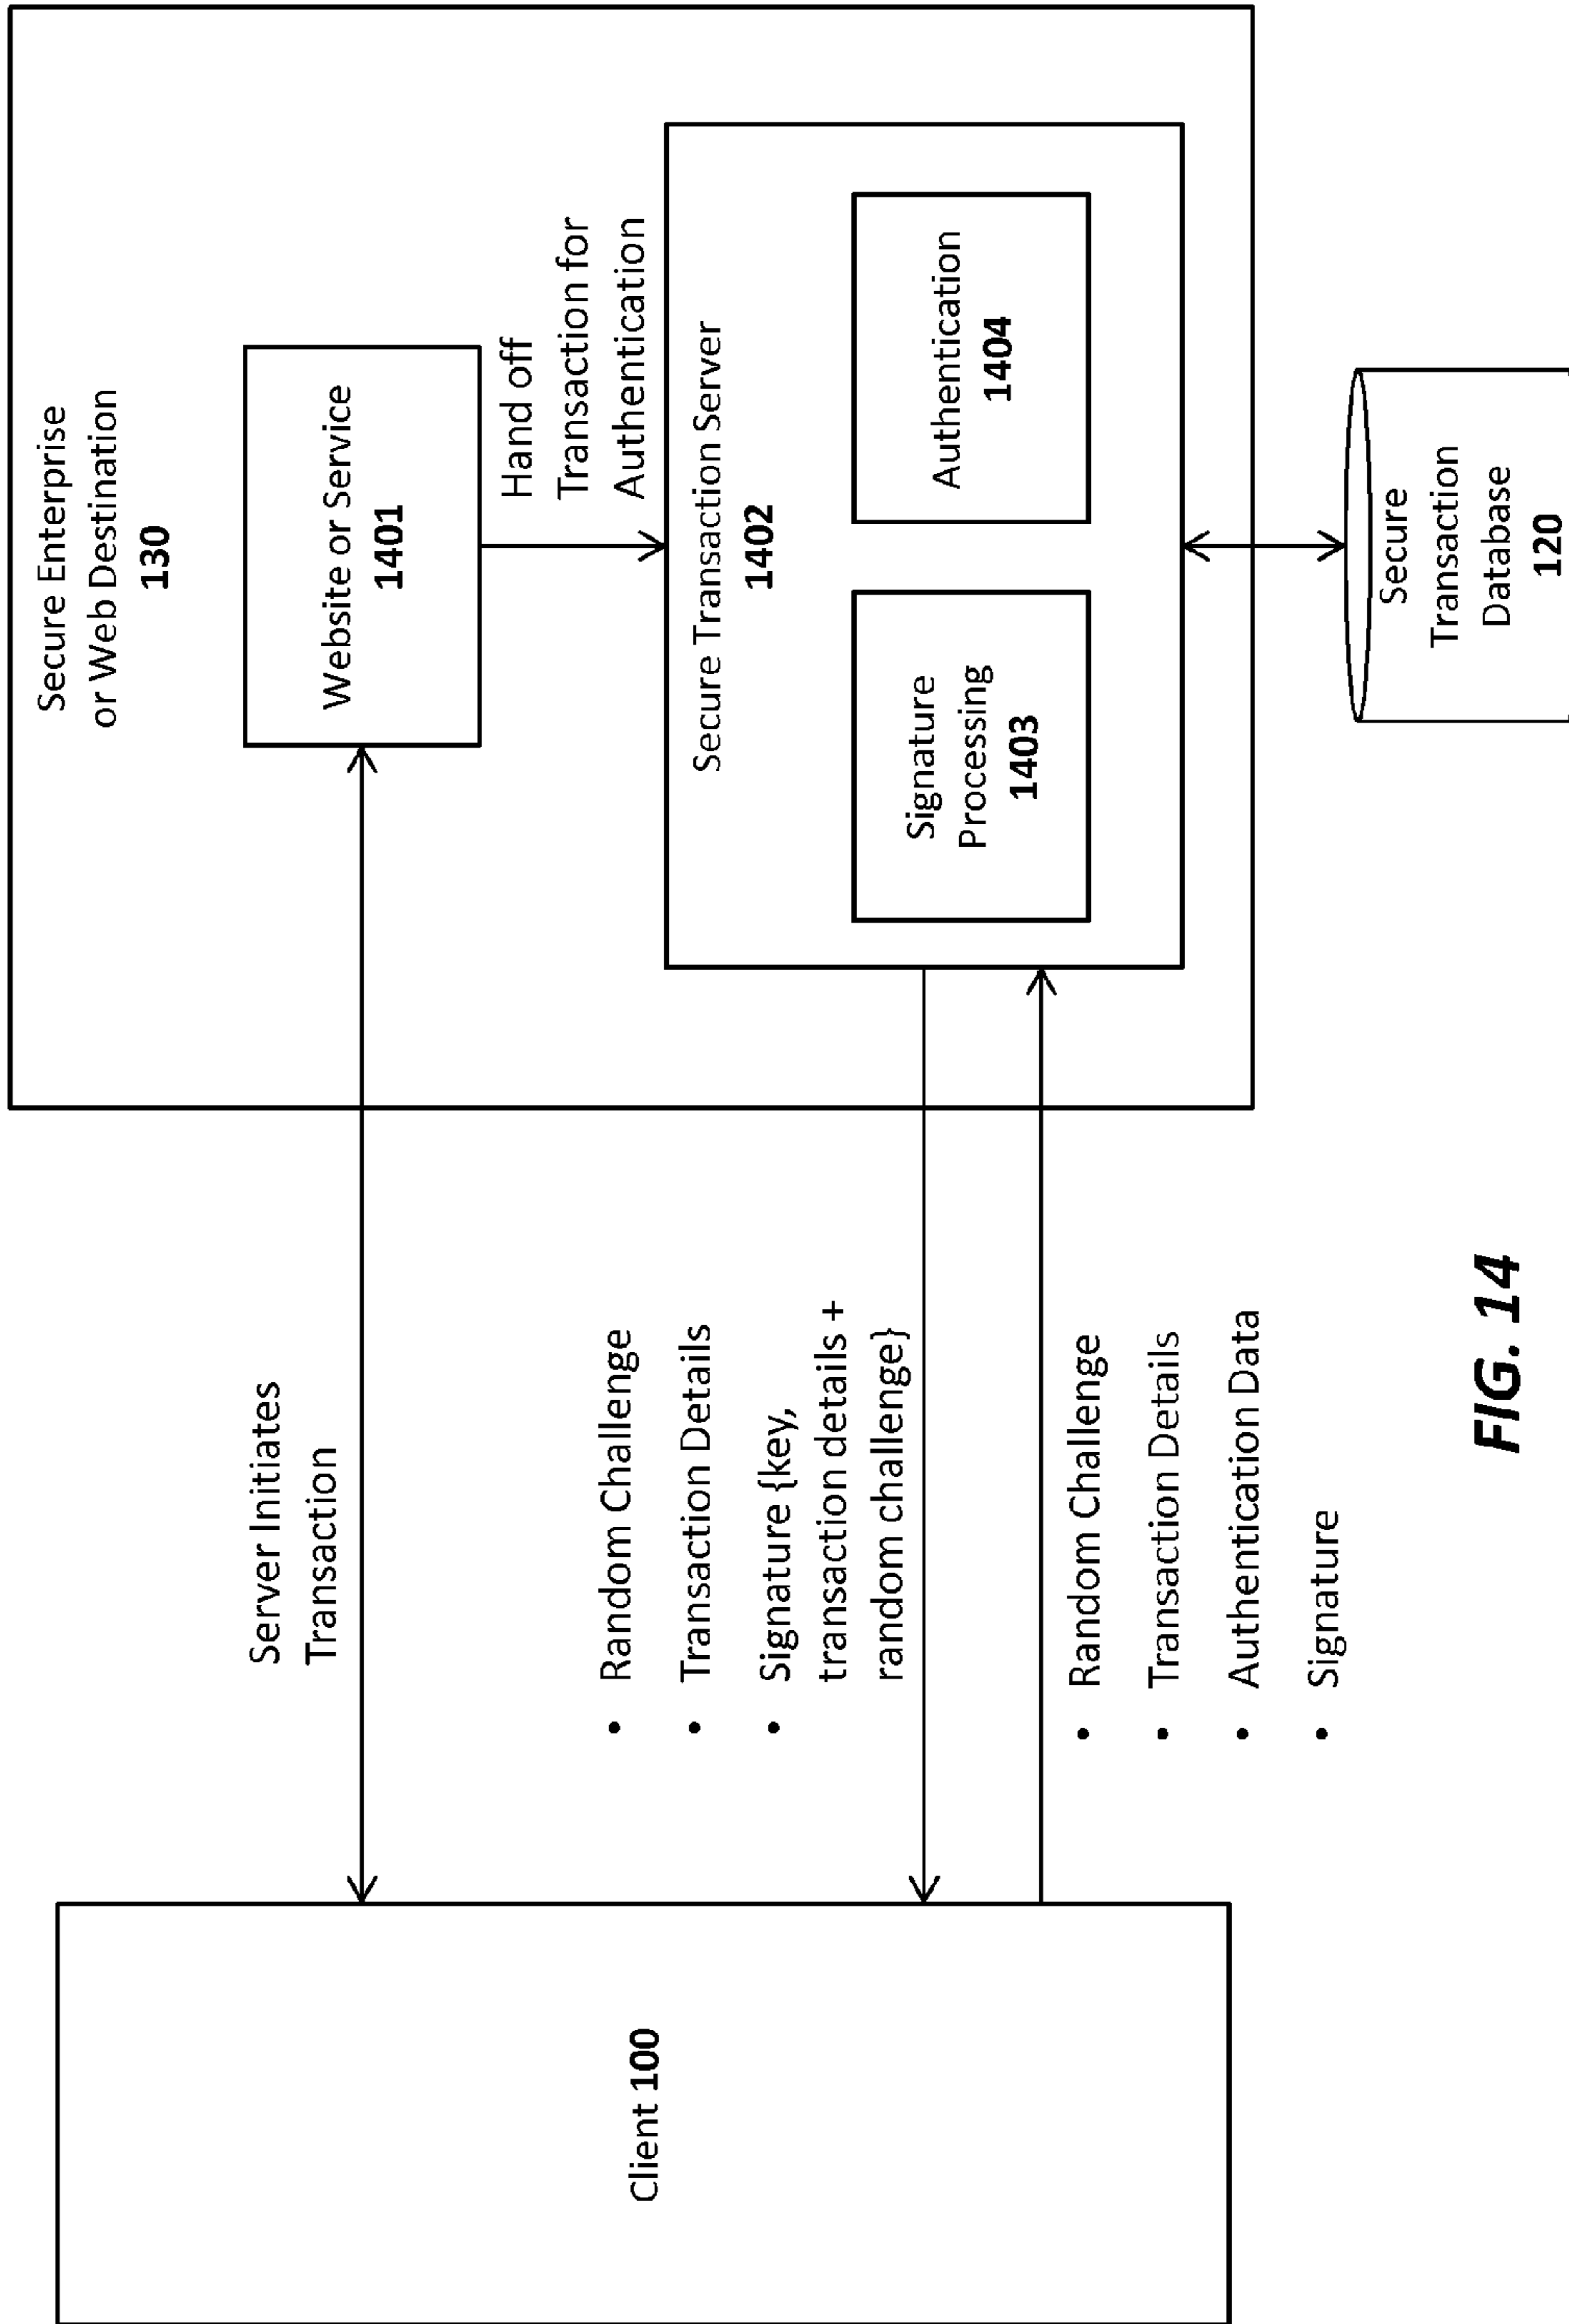 Secure Enterprise
or Web Destination
130
Server Initiates
Transaction
Website or Service
1401
Hand off
Transaction for
Authentication
Client 100
• Random Challenge
• Transaction Details
• Signature {key,
transaction details +
random challenge}
Secure Transaction Server
1402
Signature
Processing
1403
Authentication
1404
• Random Challenge
• Transaction Details
• Authentication Data
• Signature
Secure
Transaction
Database
120
FIG. 14